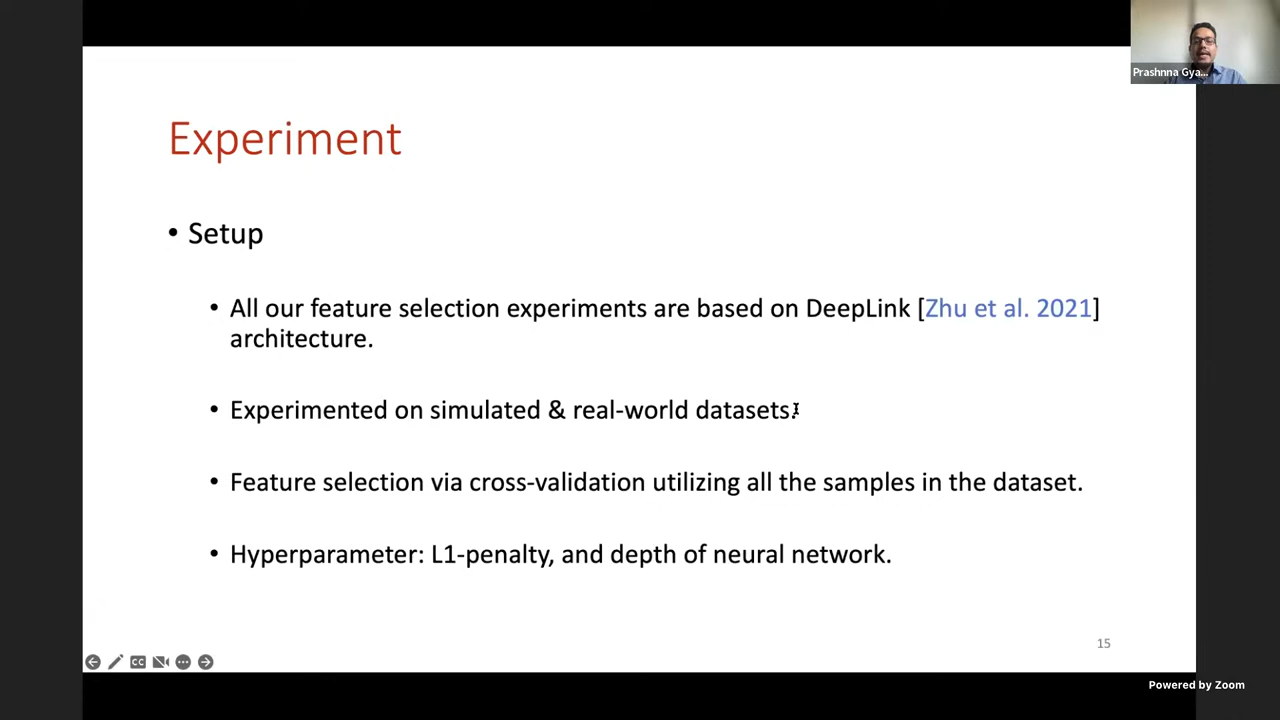 Prashnna Gya...
Experiment
• Setup
• All our feature selection experiments are based on DeepLink [Zhu et al. 2021]
architecture.
• Experimented on simulated & real-world datasets.
• Feature selection via cross-validation utilizing all the samples in the dataset.
• Hyperparameter: L1-penalty, and depth of neural network.
15
CC
Powered by Zoom